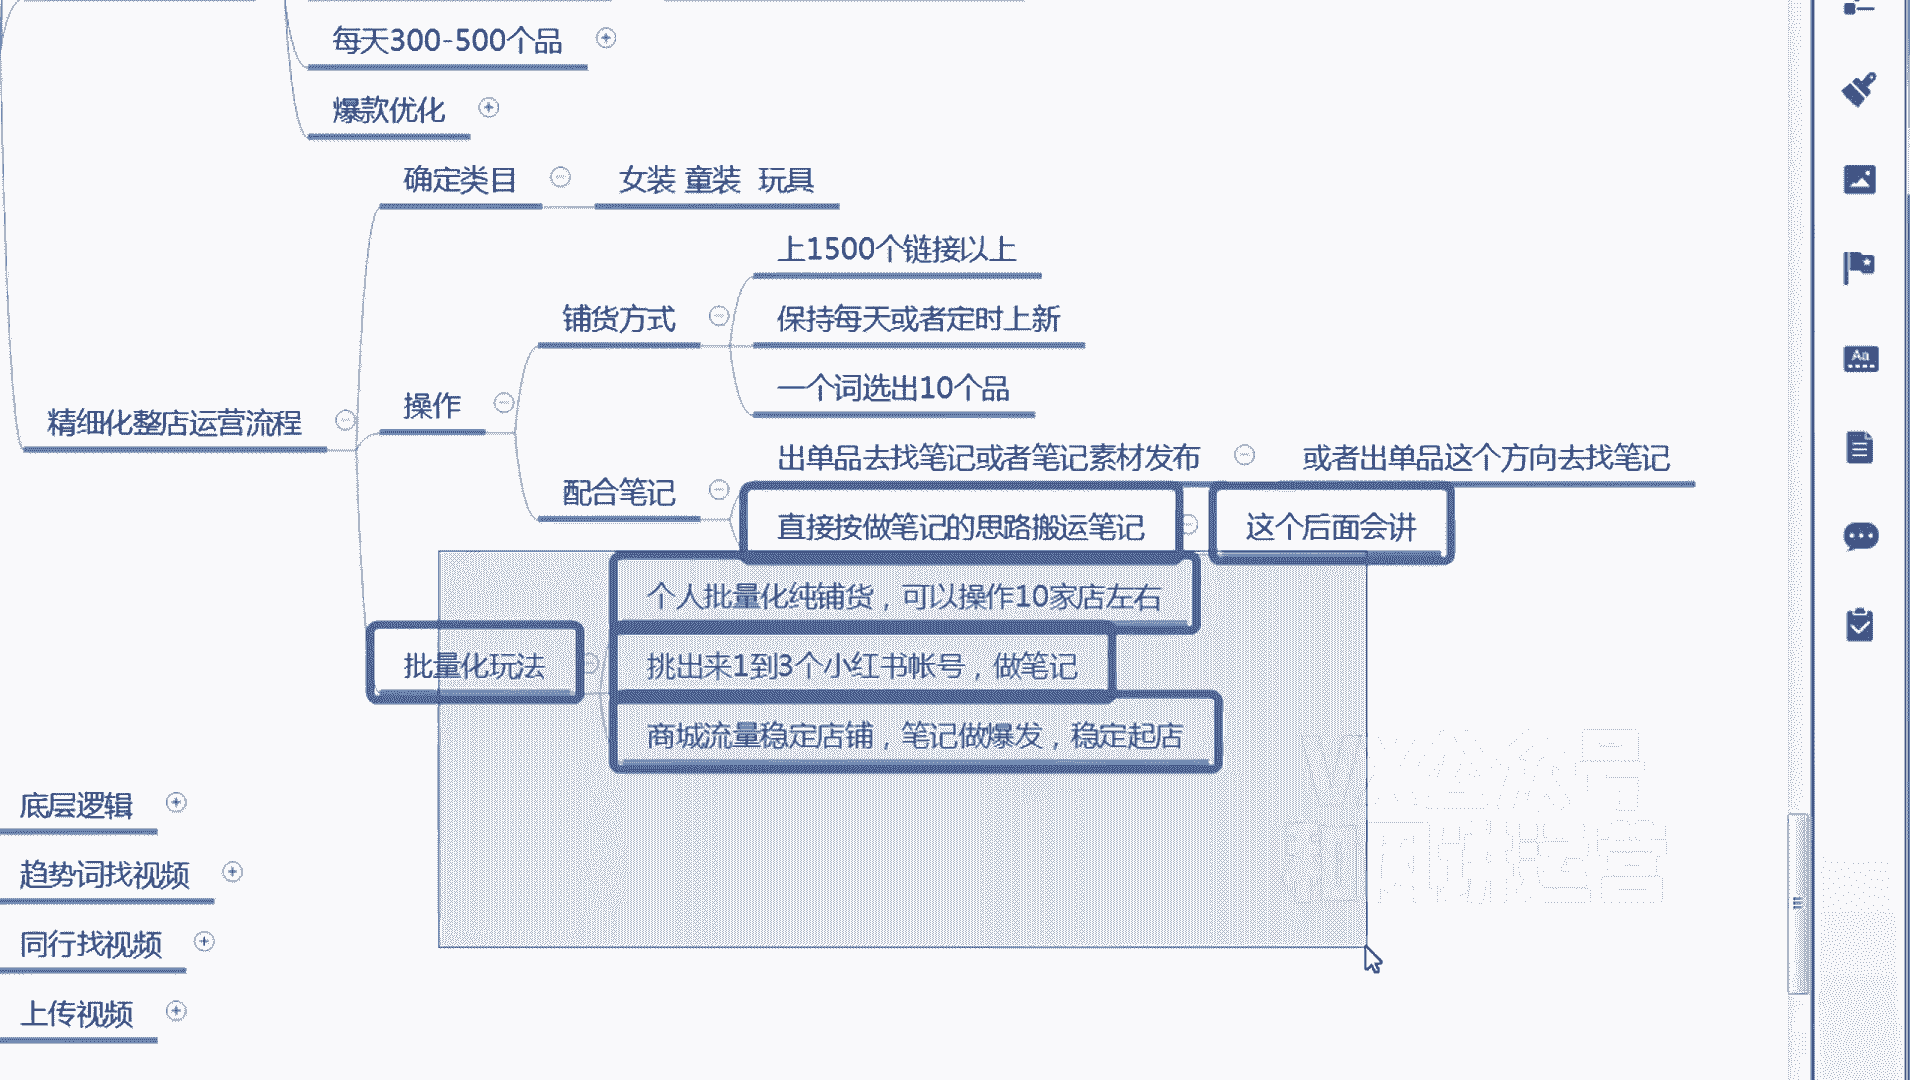 每天300-500个品
爆款优化
确定类目
女装 童装 玩具
上1500个链接以上
铺货方式
保持每天或者定时上新
一个词选出10个品
操作
精细化整店运营流程
出单品去找笔记或者笔记素材发布
或者出单品这个方向去找笔记
配合笔记
直接按做笔记的思路搬运笔记
这个后面会讲
个人批量化纯铺货，可以操作10家店左右
批量化玩法
挑出来1到3个小红书帐号，做笔记
商城流量稳定店铺，笔记做爆发，稳定起店
底层逻辑
趋势词找视频
同行找视频
上传视频
Aa